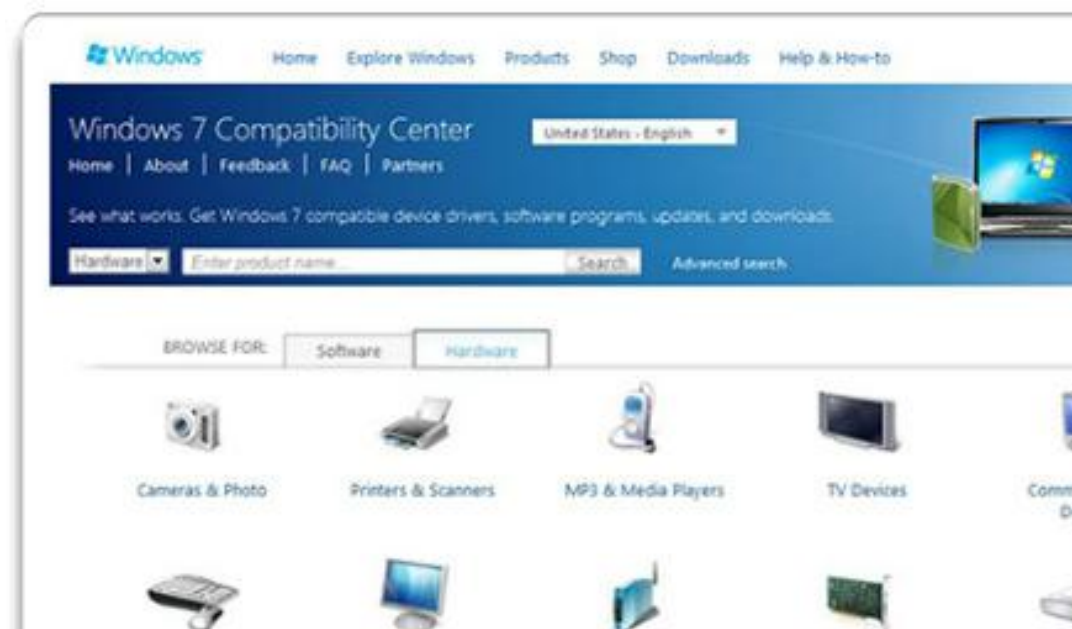 Windows Home Explore Windows Products Shop Downloads Help & How-to
Windows 7 Compatibility Center United States - English
Home | About | Feedback | FAQ | Partners
See what works. Get Windows 7 compatible device drivers, software programs, updates, and downloads.
Hardware Enter product name... Search Advanced search
BROWSE FOR: Software Hardware
Cameras & Photo Printers & Scanners MP3 & Media Players TV Devices